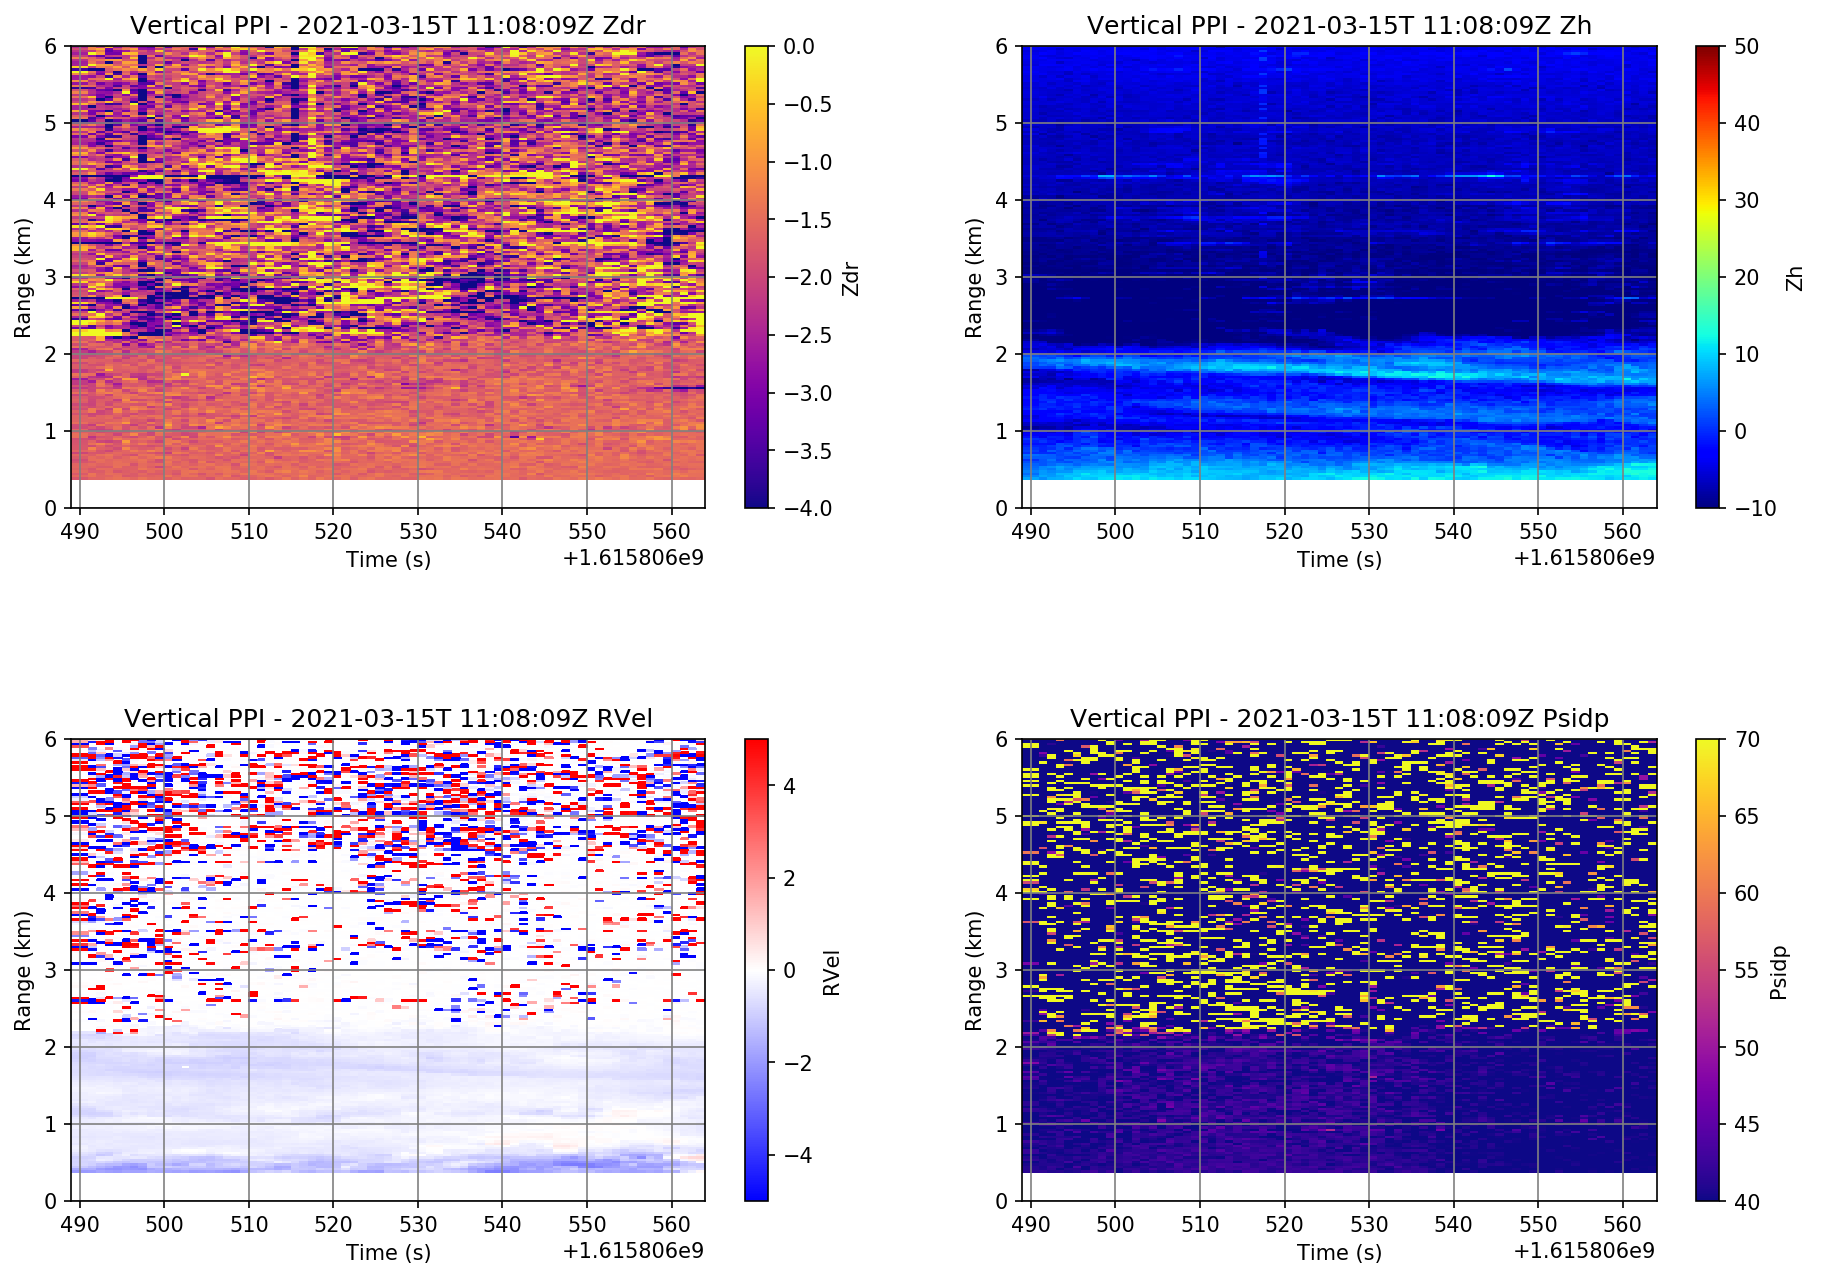 Vertical PPI - 2021-03-15T 11:08:09Z Zdr
6
5
4
3
2
1
0
Range (km)
490 500 510 520 530 540 550 560
Time (s)
+1.615806e9
0.0
−0.5
−1.0
−1.5
−2.0
−2.5
−3.0
−3.5
−4.0
Zdr
Vertical PPI - 2021-03-15T 11:08:09Z Zh
6
5
4
3
2
1
0
Range (km)
490 500 510 520 530 540 550 560
Time (s)
+1.615806e9
50
40
30
20
10
0
−10
Zh
Vertical PPI - 2021-03-15T 11:08:09Z RVel
6
5
4
3
2
1
0
Range (km)
490 500 510 520 530 540 550 560
Time (s)
+1.615806e9
4
2
0
−2
−4
RVel
Vertical PPI - 2021-03-15T 11:08:09Z Psidp
6
5
4
3
2
1
0
Range (km)
490 500 510 520 530 540 550 560
Time (s)
+1.615806e9
70
65
60
55
50
45
40
Psidp